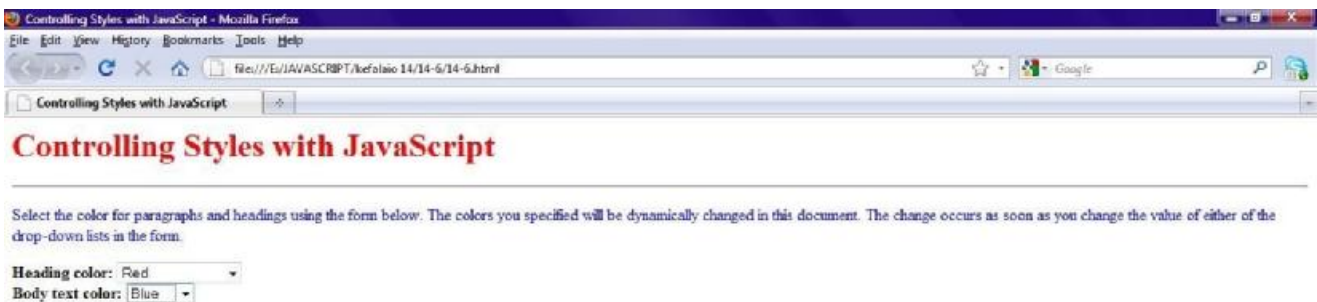 Controlling Styles with JavaScript - Mozilla Firefox
File Edit View History Bookmarks Tools Help
file:///E:/JAVASCRIPT/kefalaio 14/14-6/14-6.html
Google
Controlling Styles with JavaScript
Controlling Styles with JavaScript
Select the color for paragraphs and headings using the form below. The colors you specified will be dynamically changed in this document. The change occurs as soon as you change the value of either of the
drop-down lists in the form.
Heading color: Red
Body text color: Blue